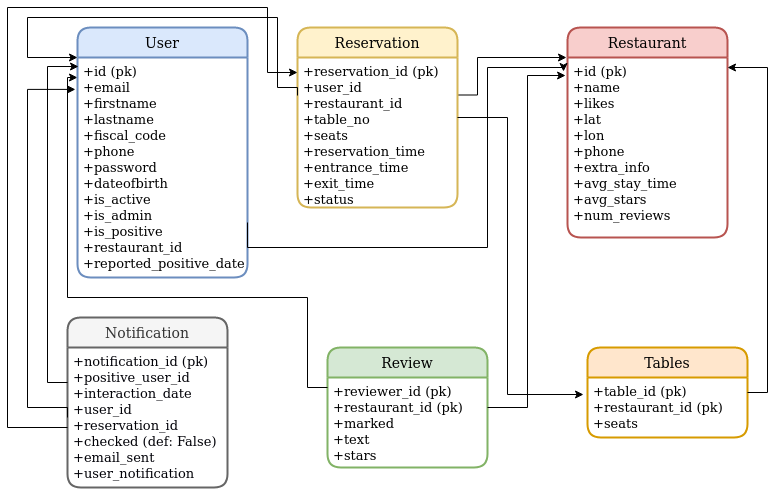 User
+id (pk)
+email
+firstname
+lastname
+fiscal_code
+phone
+password
+dateofbirth
+is_active
+is_admin
+is_positive
+restaurant_id
+reported_positive_date
Reservation
+reservation_id (pk)
+user_id
+restaurant_id
+table_no
+seats
+reservation_time
+entrance_time
+exit_time
+status
Restaurant
+id (pk)
+name
+likes
+lat
+lon
+phone
+extra_info
+avg_stay_time
+avg_stars
+num_reviews
Notification
+notification_id (pk)
+positive_user_id
+interaction_date
+user_id
+reservation_id
+checked (def: False)
+email_sent
+user_notification
Review
+reviewer_id (pk)
+restaurant_id (pk)
+marked
+text
+stars
Tables
+table_id (pk)
+restaurant_id (pk)
+seats